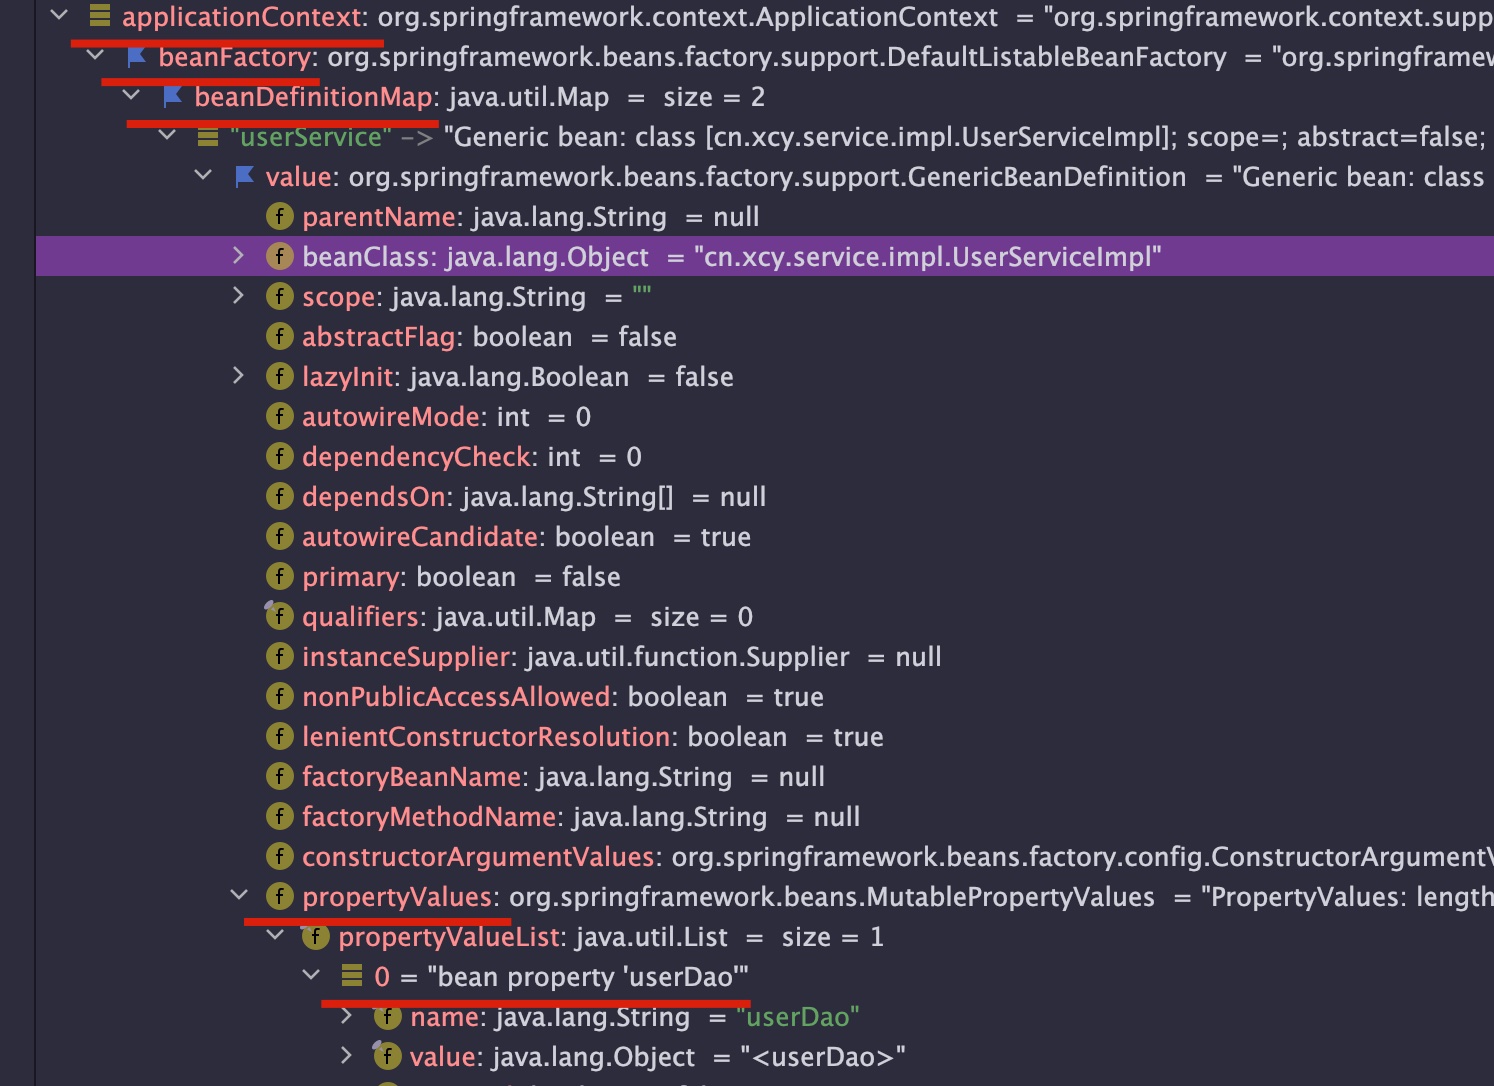 applicationContext: org.springframework.context.ApplicationContext = "org.springframework.context.supp
beanFactory: org.springframework.beans.factory.support.DefaultListableBeanFactory = "org.springframew
beanDefinitionMap: java.util.Map = size = 2
"userService" -> "Generic bean: class [cn.xcy.service.impl.UserServiceImpl]; scope=; abstract=false;
value: org.springframework.beans.factory.support.GenericBeanDefinition = "Generic bean: class
f parentName: java.lang.String = null
f beanClass: java.lang.Object = "cn.xcy.service.impl.UserServiceImpl"
f scope: java.lang.String = ""
f abstractFlag: boolean = false
f lazyInit: java.lang.Boolean = false
f autowireMode: int = 0
f dependencyCheck: int = 0
f dependsOn: java.lang.String[] = null
f autowireCandidate: boolean = true
f primary: boolean = false
f qualifiers: java.util.Map = size = 0
f instanceSupplier: java.util.function.Supplier = null
f nonPublicAccessAllowed: boolean = true
f lenientConstructorResolution: boolean = true
f factoryBeanName: java.lang.String = null
f factoryMethodName: java.lang.String = null
f constructorArgumentValues: org.springframework.beans.factory.config.ConstructorArgumentV
f propertyValues: org.springframework.beans.MutablePropertyValues = "PropertyValues: length
f propertyValueList: java.util.List = size = 1
0 = "bean property 'userDao'"
f name: java.lang.String = "userDao"
f value: java.lang.Object = "<userDao>"